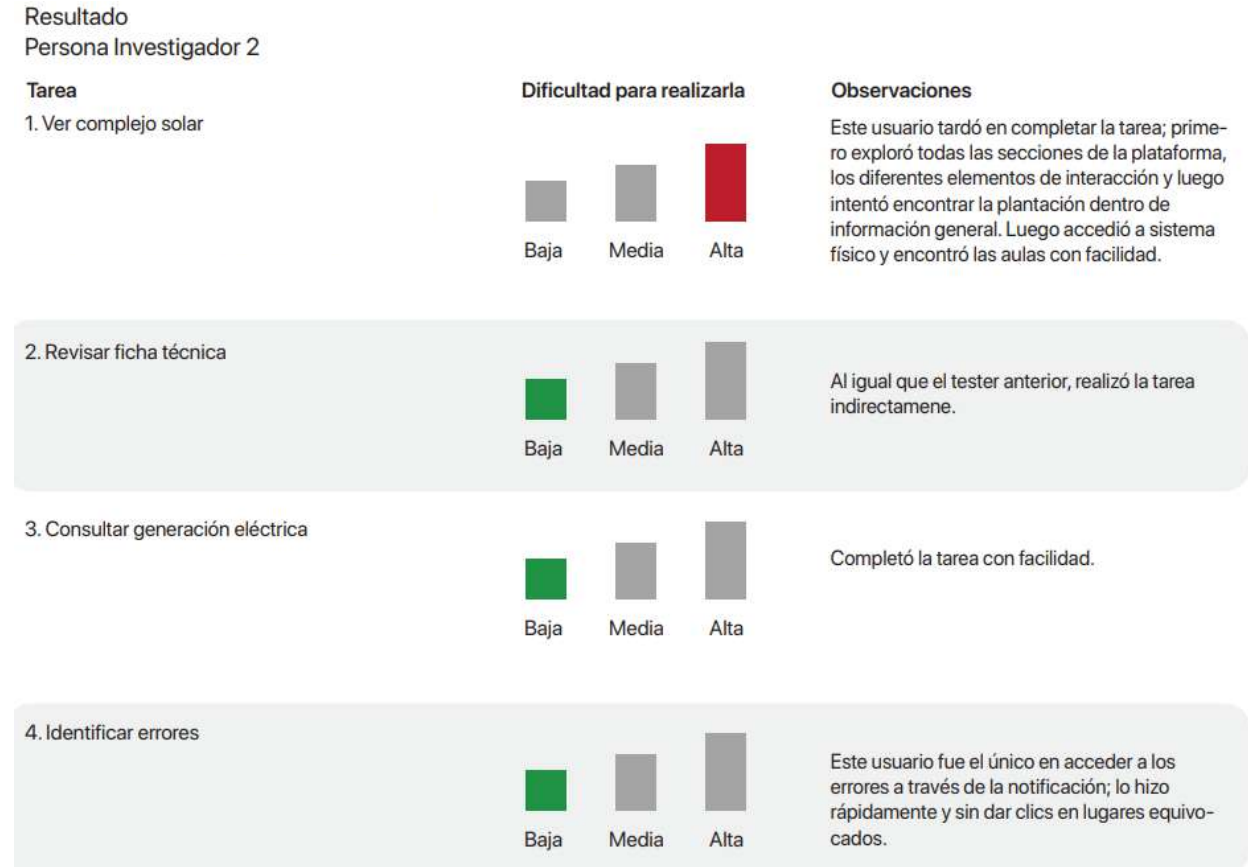 Resultado
Persona Investigador 2
Tarea
Dificultad para realizarla
Observaciones
1. Ver complejo solar
Baja
Media
Alta
Este usuario tardó en completar la tarea; prime-
ro exploró todas las secciones de la plataforma,
los diferentes elementos de interacción y luego
intentó encontrar la plantación dentro de
información general. Luego accedió a sistema
físico y encontró las aulas con facilidad.
2. Revisar ficha técnica
Baja
Media
Alta
Al igual que el tester anterior, realizó la tarea
indirectamene.
3. Consultar generación eléctrica
Baja
Media
Alta
Completó la tarea con facilidad.
4. Identificar errores
Baja
Media
Alta
Este usuario fue el único en acceder a los
errores a través de la notificación; lo hizo
rápidamente y sin dar clics en lugares equivo-
cados.